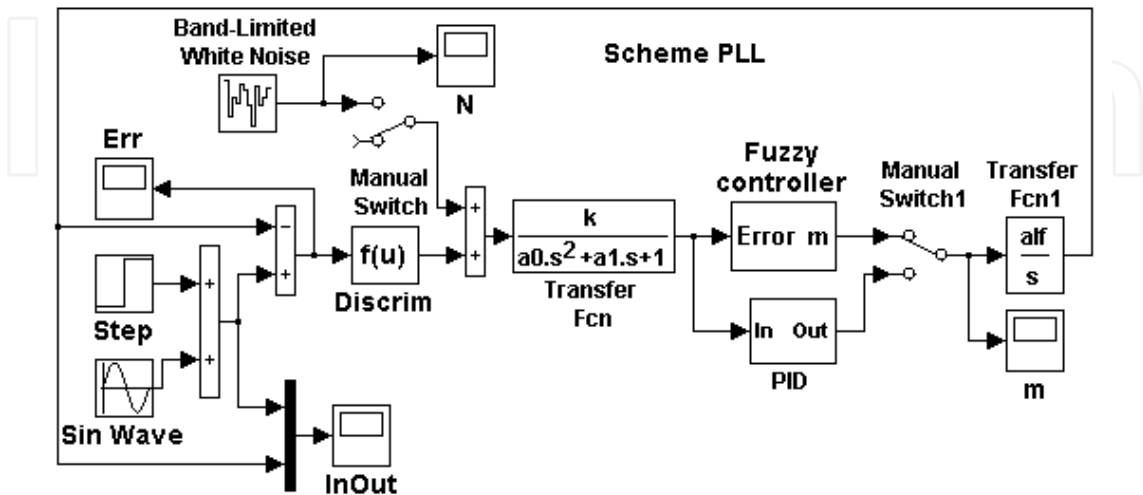 Band-Limited
White Noise
Scheme PLL
N
Err
Manual
Switch
Fuzzy
controller
Manual
Switch1
Transfer
Fcn1
−
+
f(u)
Discrim
+
+
k
a0.s2+a1.s+1
Transfer
Fcn
Error m
alf
s
Step
+
+
In Out
PID
m
Sin Wave
InOut